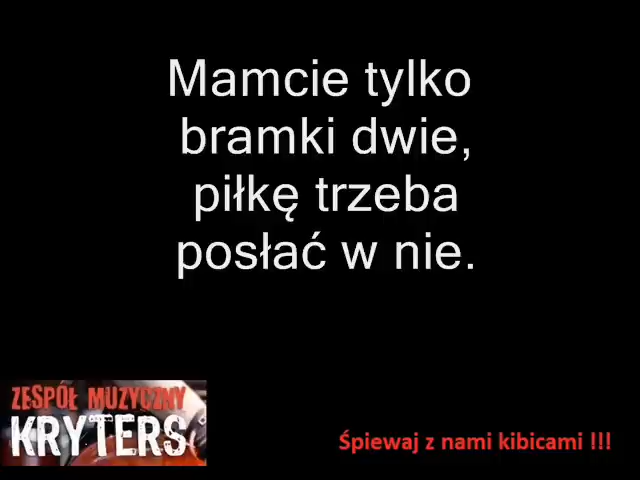 Mamcie tylko
bramki dwie,
piłkę trzeba
posłać w nie.
ZESPÓŁ MUZYCZNY
KRYTERS
Śpiewaj z nami kibicami !!!